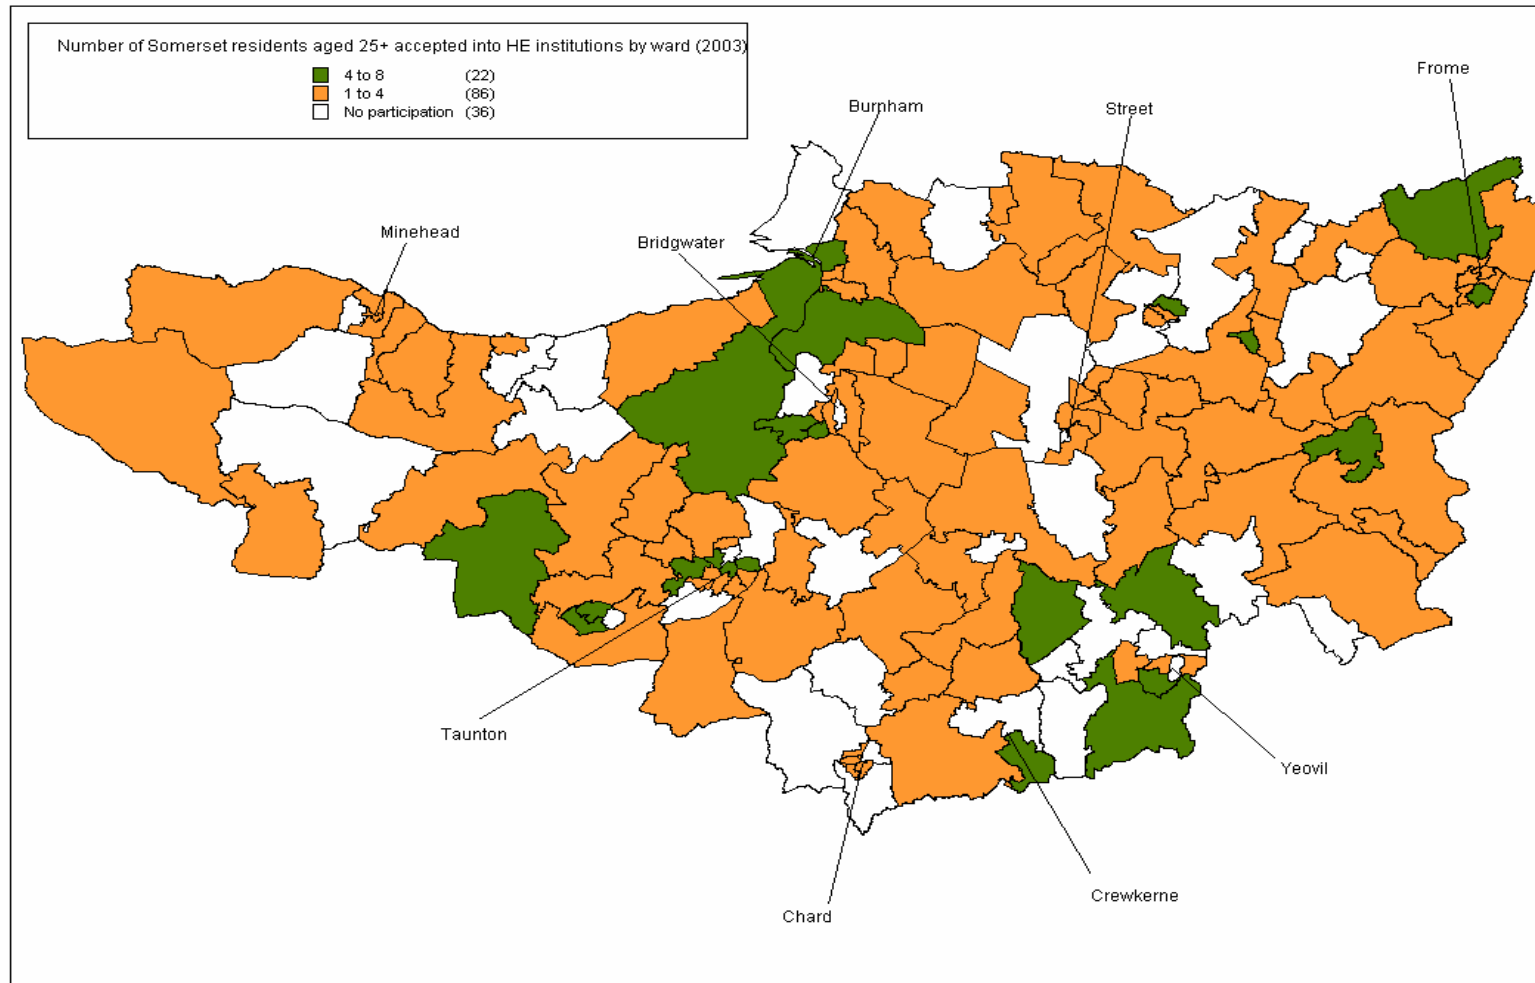 Number of Somerset residents aged 25+ accepted into HE institutions by ward (2003)
4 to 8 (22)
1 to 4 (86)
No participation (36)
Frome
Burnham
Street
Minehead
Bridgwater
Taunton
Yeovil
Crewkerne
Chard